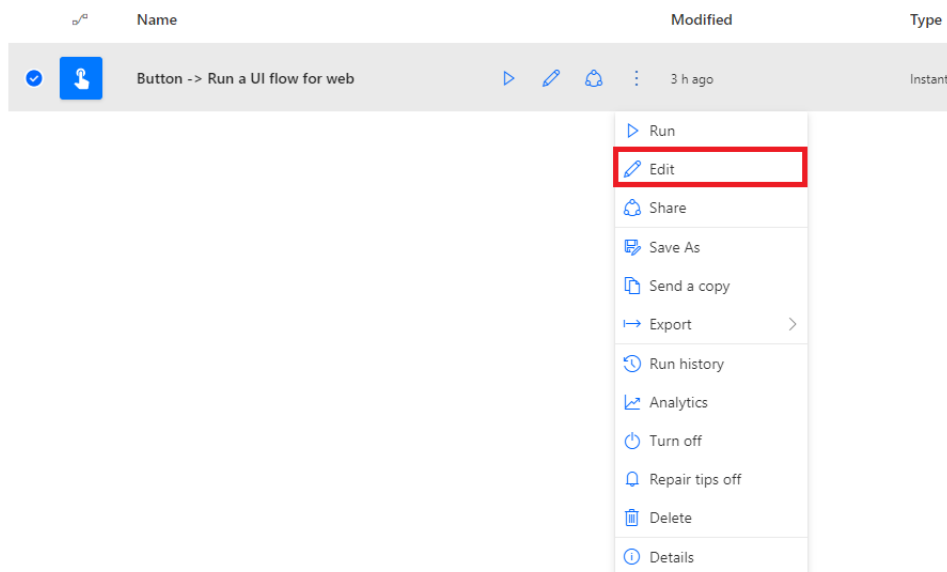 Name Modified Type
Button -> Run a UI flow for web 3 h ago Instant
Run
Edit
Share
Save As
Send a copy
Export
Run history
Analytics
Turn off
Repair tips off
Delete
Details